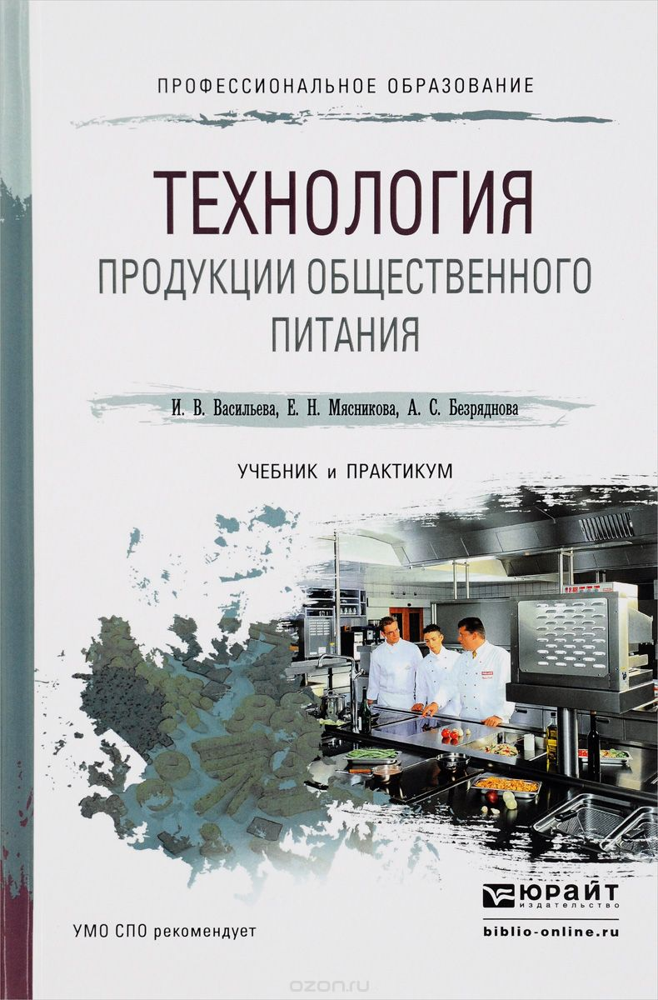 ПРОФЕССИОНАЛЬНОЕ ОБРАЗОВАНИЕ
ТЕХНОЛОГИЯ
ПРОДУКЦИИ ОБЩЕСТВЕННОГО
ПИТАНИЯ
И. В. Васильева, Е. Н. Мясникова, А. С. Безряднова
УЧЕБНИК и ПРАКТИКУМ
ЮРАЙТ
ИЗДАТЕЛЬСТВО
biblio-online.ru
УМО СПО рекомендует
ozon.ru